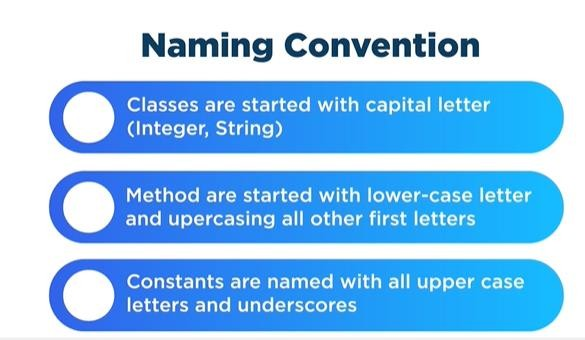 Naming Convention
Classes are started with capital letter
(Integer, String)
Method are started with lower-case letter
and upercasing all other first letters
Constants are named with all upper case
letters and underscores